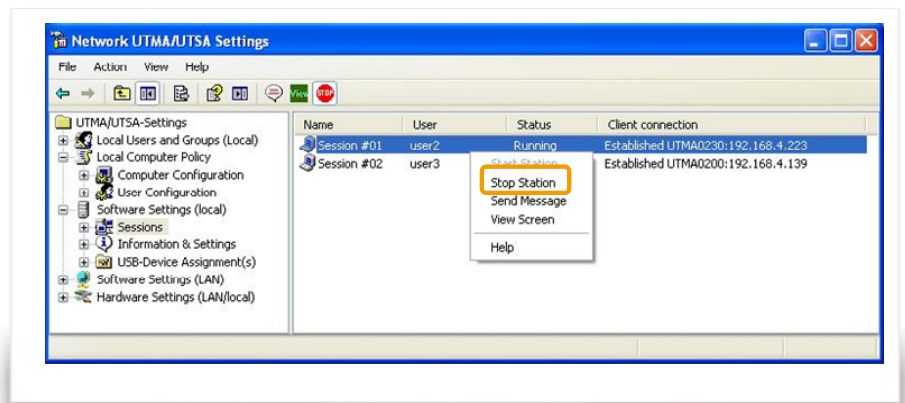 Network UTMA/UTSA Settings
File Action View Help
View STOP
UTMA/UTSA-Settings
Local Users and Groups (Local)
Local Computer Policy
Computer Configuration
User Configuration
Software Settings (local)
Sessions
Information & Settings
USB-Device Assignment(s)
Software Settings (LAN)
Hardware Settings (LAN/local)
Name User Status Client connection
Session #01 user2 Running Established UTMA0230:192.168.4.223
Session #02 user3 Established UTMA0200:192.168.4.139
Start Station
Stop Station
Send Message
View Screen
Help